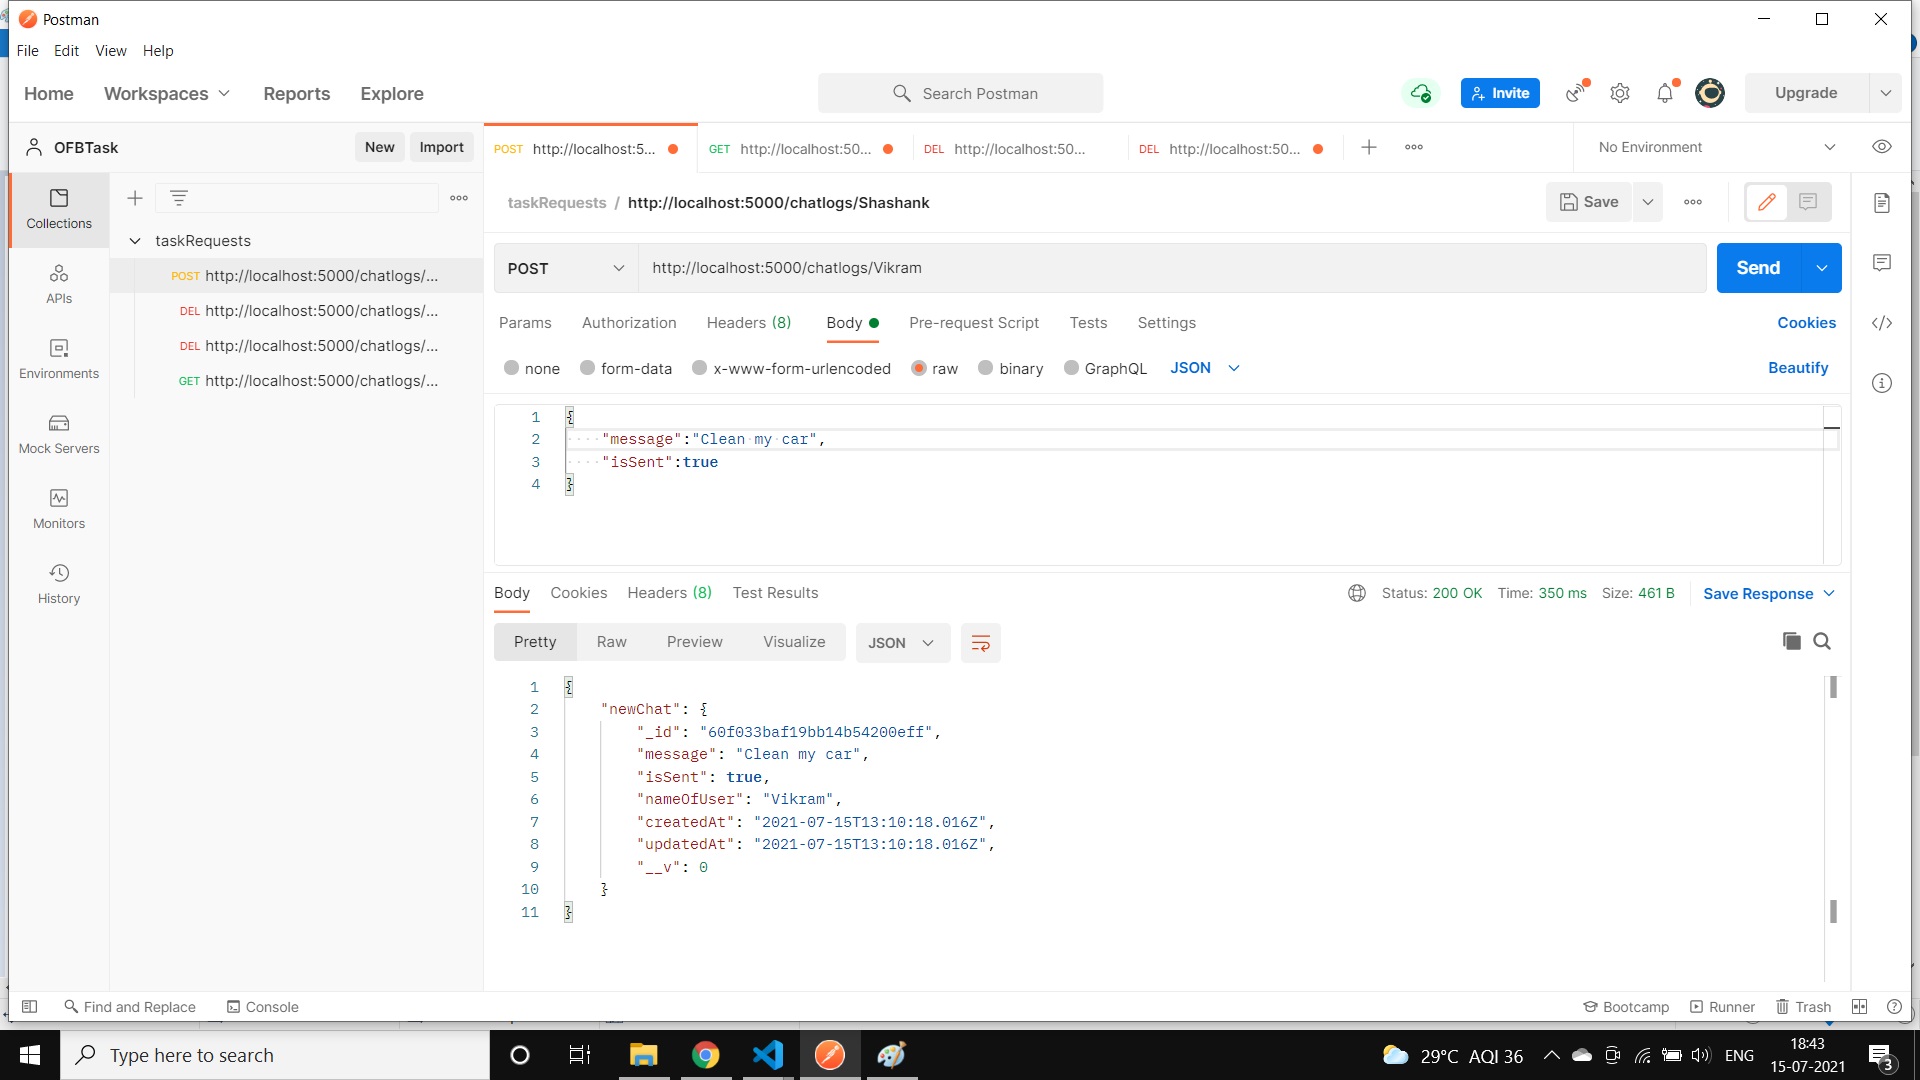 Postman
File Edit View Help
Home Workspaces Reports Explore Search Postman Invite Upgrade
OFBTask New Import
POST http://localhost:5... GET http://localhost:50... DEL http://localhost:50... DEL http://localhost:50... No Environment
Collections
APIs
Environments
Mock Servers
Monitors
History
taskRequests
POST http://localhost:5000/chatlogs/...
DEL http://localhost:5000/chatlogs/...
DEL http://localhost:5000/chatlogs/...
GET http://localhost:5000/chatlogs/...
taskRequests / http://localhost:5000/chatlogs/Shashank Save
POST http://localhost:5000/chatlogs/Vikram Send
Params Authorization Headers (8) Body Pre-request Script Tests Settings Cookies
none form-data x-www-form-urlencoded raw binary GraphQL JSON Beautify
1 {
2 "message":"Clean my car",
3 "isSent":true
4 }
Body Cookies Headers (8) Test Results Status: 200 OK Time: 350 ms Size: 461 B Save Response
Pretty Raw Preview Visualize JSON
1 {
2 "newChat": {
3 "_id": "60f033baf19bb14b54200eff",
4 "message": "Clean my car",
5 "isSent": true,
6 "nameOfUser": "Vikram",
7 "createdAt": "2021-07-15T13:10:18.016Z",
8 "updatedAt": "2021-07-15T13:10:18.016Z",
9 "__v": 0
10 }
11 }
Find and Replace Console Bootcamp Runner Trash
Type here to search 29°C AQI 36 ENG 18:43
15-07-2021 3